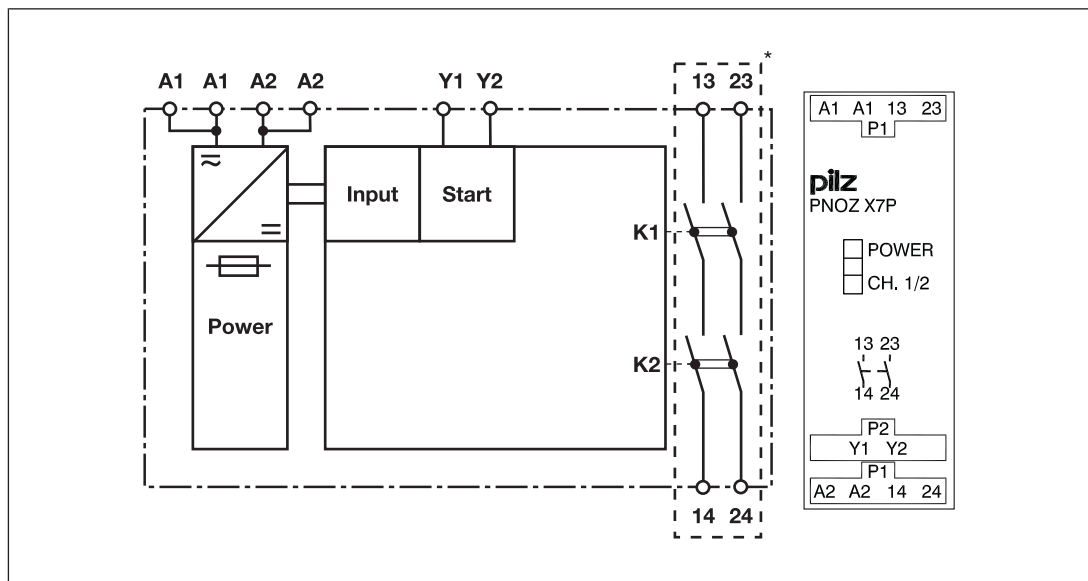 A1 A1 A2 A2 Y1 Y2 13 23 *
Input Start
Power
K1
K2
14 24
A1 A1 13 23
P1
pilz
PNOZ X7P
POWER
CH. 1/2
13 23
14 24
P2
Y1 Y2
P1
A2 A2 14 24